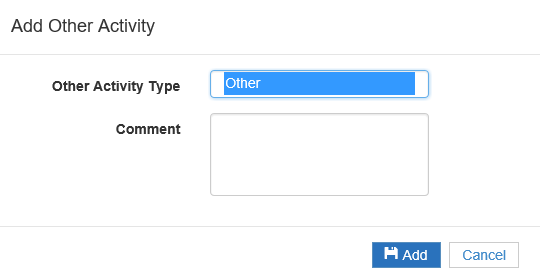 Add Other Activity
Other Activity Type
Other
Comment
Add Cancel